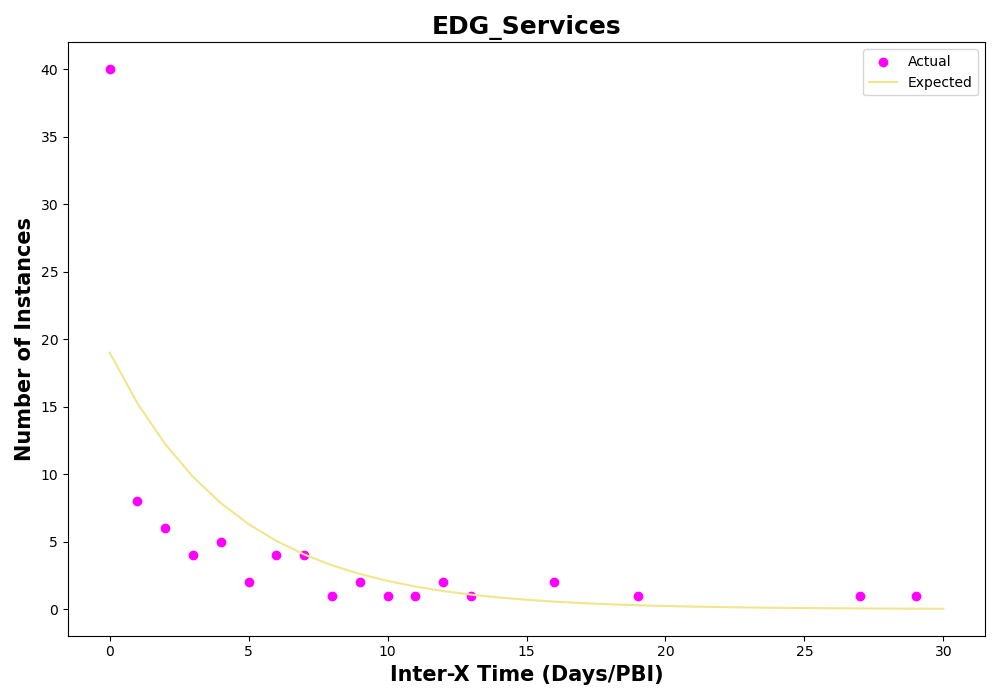 EDG_Services
Actual
Expected
40
35
30
25
20
15
10
5
0
Number of Instances
0 5 10 15 20 25 30
Inter-X Time (Days/PBI)